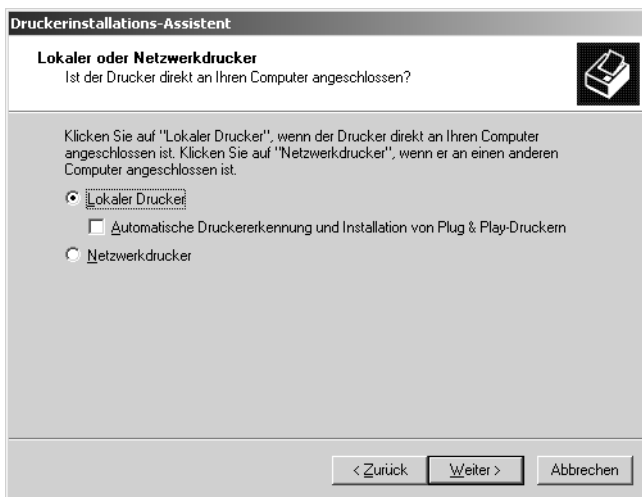 Druckerinstallations-Assistent
Lokaler oder Netzwerkdrucker
Ist der Drucker direkt an Ihren Computer angeschlossen?
Klicken Sie auf "Lokaler Drucker", wenn der Drucker direkt an Ihren Computer
angeschlossen ist. Klicken Sie auf "Netzwerkdrucker", wenn er an einen anderen
Computer angeschlossen ist.
Lokaler Drucker
Automatische Druckererkennung und Installation von Plug & Play-Druckern
Netzwerkdrucker
< Zurück Weiter > Abbrechen